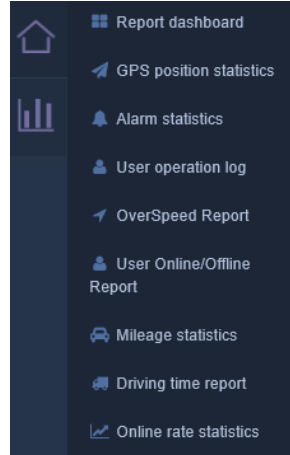 Report dashboard
GPS position statistics
Alarm statistics
User operation log
OverSpeed Report
User Online/Offline
Report
Mileage statistics
Driving time report
Online rate statistics